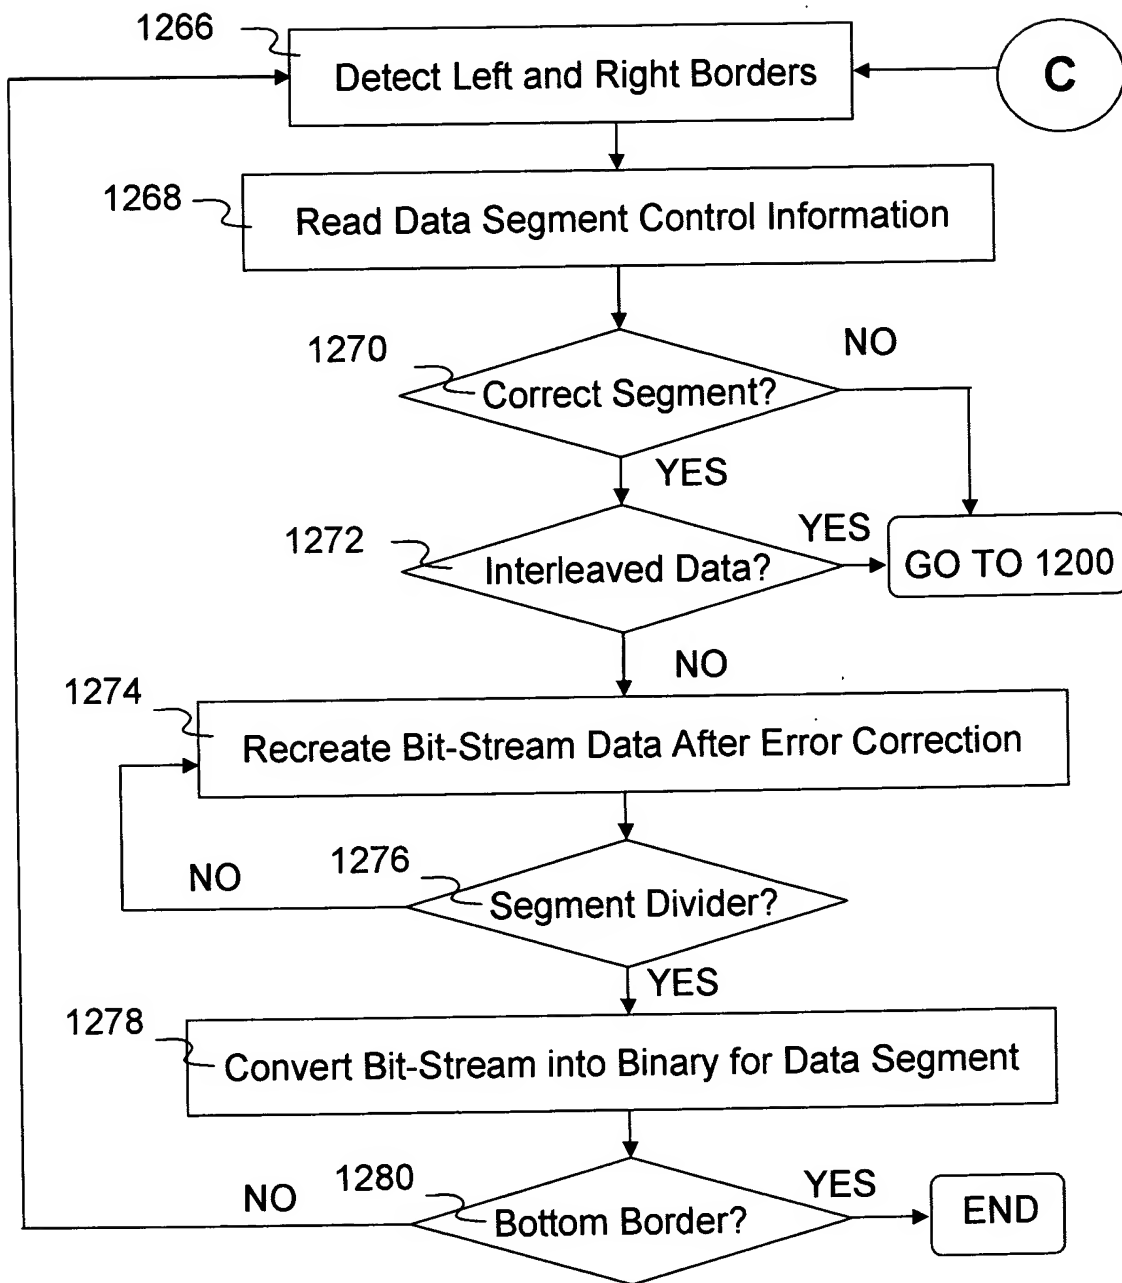 1266
Detect Left and Right Borders
C
1268
Read Data Segment Control Information
1270
NO
Correct Segment?
YES
1272
YES
Interleaved Data?
GO TO 1200
NO
1274
Recreate Bit-Stream Data After Error Correction
1276
NO
Segment Divider?
YES
1278
Convert Bit-Stream into Binary for Data Segment
1280
NO
YES
Bottom Border?
END